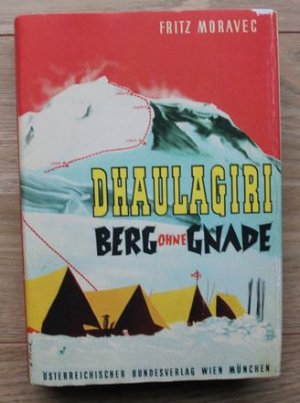 FRITZ MORAVEC
DHAULAGIRI
BERG OHNE GNADE
ÖSTERREICHISCHER BUNDESVERLAG WIEN MÜNCHEN